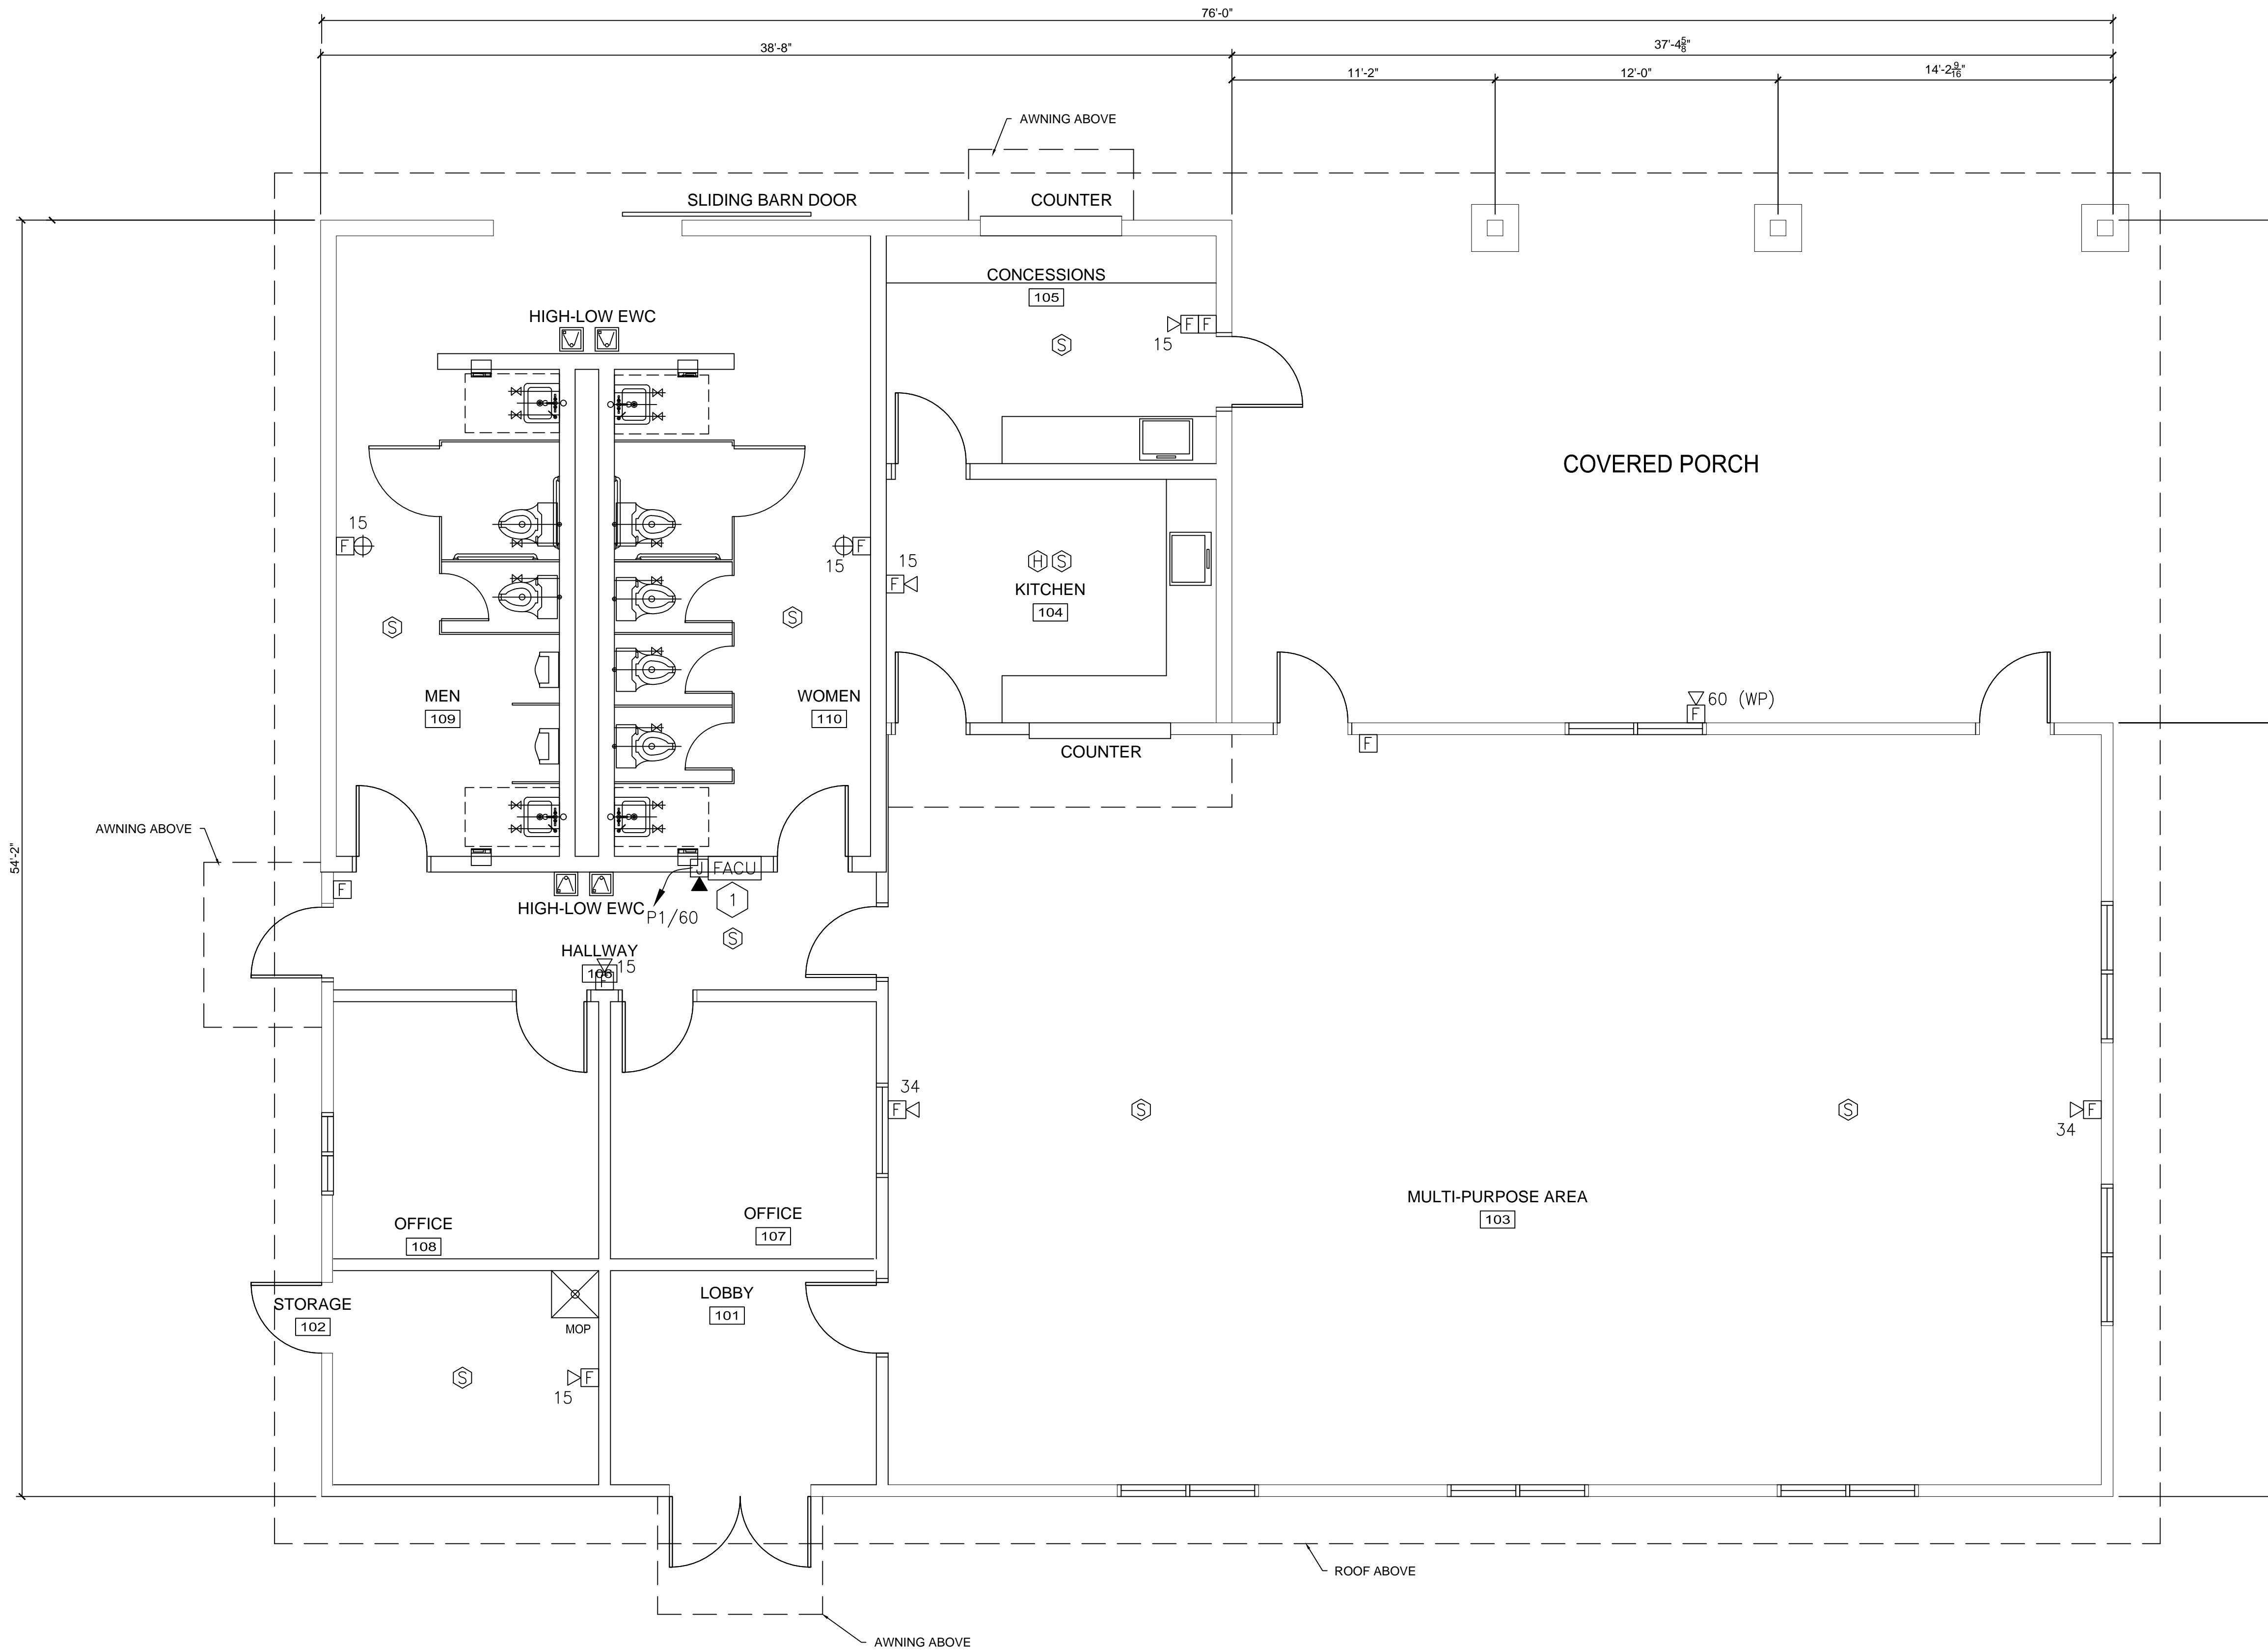 76'-0"
38'-8"
37'-4 5/8"
11'-2"
12'-0"
14'-2 9/16"
AWNING ABOVE
SLIDING BARN DOOR
COUNTER
CONCESSIONS
105
HIGH-LOW EWC
F F
15
S
COVERED PORCH
15
F
F
15
H S
15
F
KITCHEN
104
S
S
MEN
109
WOMEN
110
60 (WP)
F
F
COUNTER
AWNING ABOVE
54'-2"
J FACU
F
1
HIGH-LOW EWC
P1/60
S
HALLWAY
106
15
F
34
F
S
S
F
34
MULTI-PURPOSE AREA
103
OFFICE
108
OFFICE
107
STORAGE
102
LOBBY
101
MOP
S
F
15
ROOF ABOVE
AWNING ABOVE